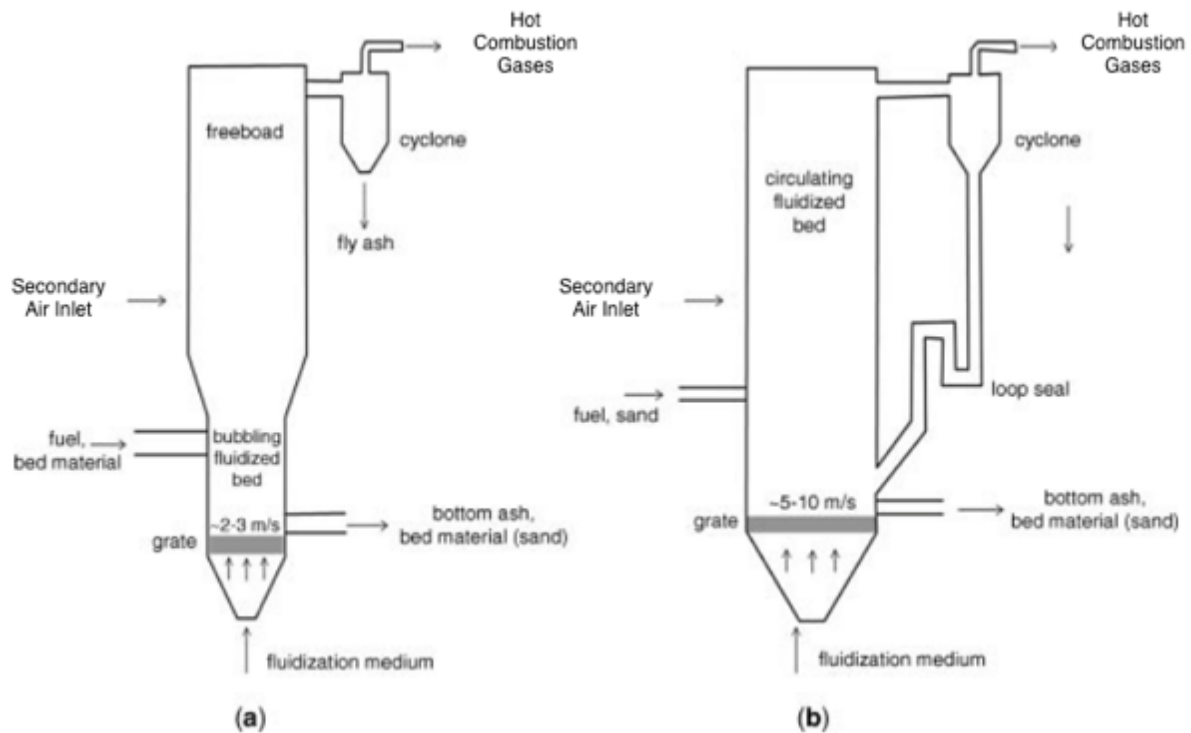 Hot
Combustion
Gases
freeboad
cyclone
fly ash
Secondary
Air Inlet
fuel,
bed material
bubbling
fluidized
bed
~2-3 m/s
grate
bottom ash,
bed material (sand)
fluidization medium
(a)
Hot
Combustion
Gases
cyclone
circulating
fluidized
bed
Secondary
Air Inlet
loop seal
fuel, sand
~5-10 m/s
grate
bottom ash,
bed material (sand)
fluidization medium
(b)